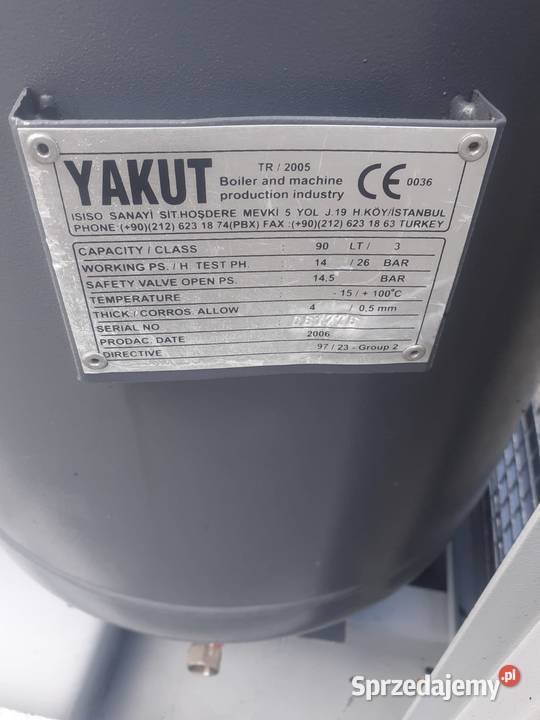 YAKUT
TR / 2005
Boiler and machine
production industry
CE 0036
ISISO SANAYİ SİT.HOŞDERE MEVKİ 5 YOL J.19 H.KÖY/İSTANBUL
PHONE :(+90)(212) 623 18 74(PBX) FAX :(+90)(212) 623 18 63 TURKEY
CAPACITY / CLASS 90 LT / 3
WORKING PS. / H. TEST PH. 14 / 26 BAR
SAFETY VALVE OPEN PS. 14,5 BAR
TEMPERATURE - 15 / + 100°C
THICK./ CORROS. ALLOW 4 / 0,5 mm
SERIAL NO
PRODAC. DATE 2006
DIRECTIVE 97 / 23 - Group 2
Sprzedajemy.pl